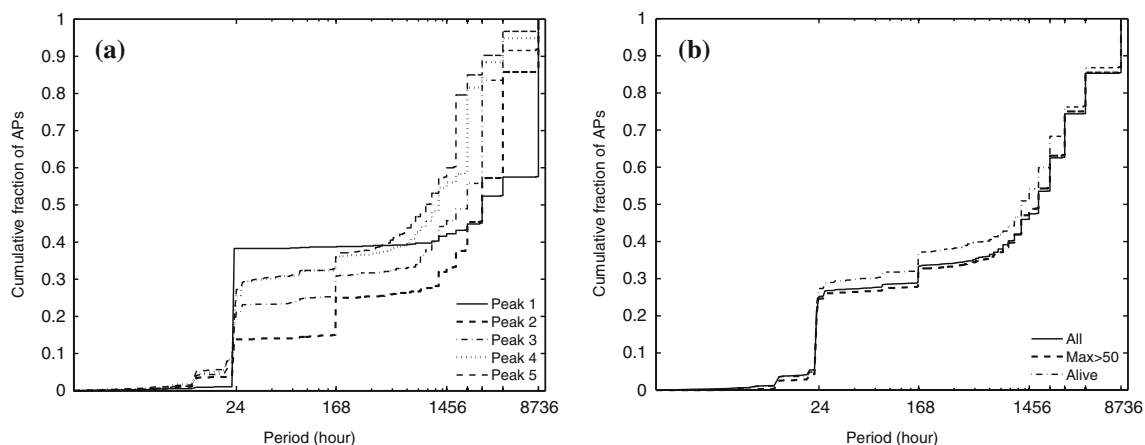 (a)
Cumulative fraction of APs
1
0.9
0.8
0.7
0.6
0.5
0.4
0.3
0.2
0.1
0
24
168
1456
8736
Period (hour)
Peak 1
Peak 2
Peak 3
Peak 4
Peak 5
(b)
Cumulative fraction of APs
1
0.9
0.8
0.7
0.6
0.5
0.4
0.3
0.2
0.1
0
24
168
1456
8736
Period (hour)
All
Max>50
Alive